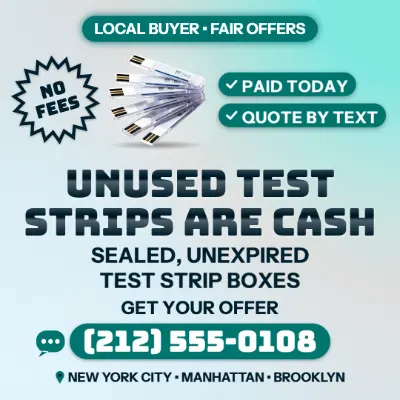 LOCAL BUYER • FAIR OFFERS
NO
FEES
PAID TODAY
QUOTE BY TEXT
UNUSED TEST
STRIPS ARE CASH
SEALED, UNEXPIRED
TEST STRIP BOXES
GET YOUR OFFER
(212) 555-0108
NEW YORK CITY • MANHATTAN • BROOKLYN